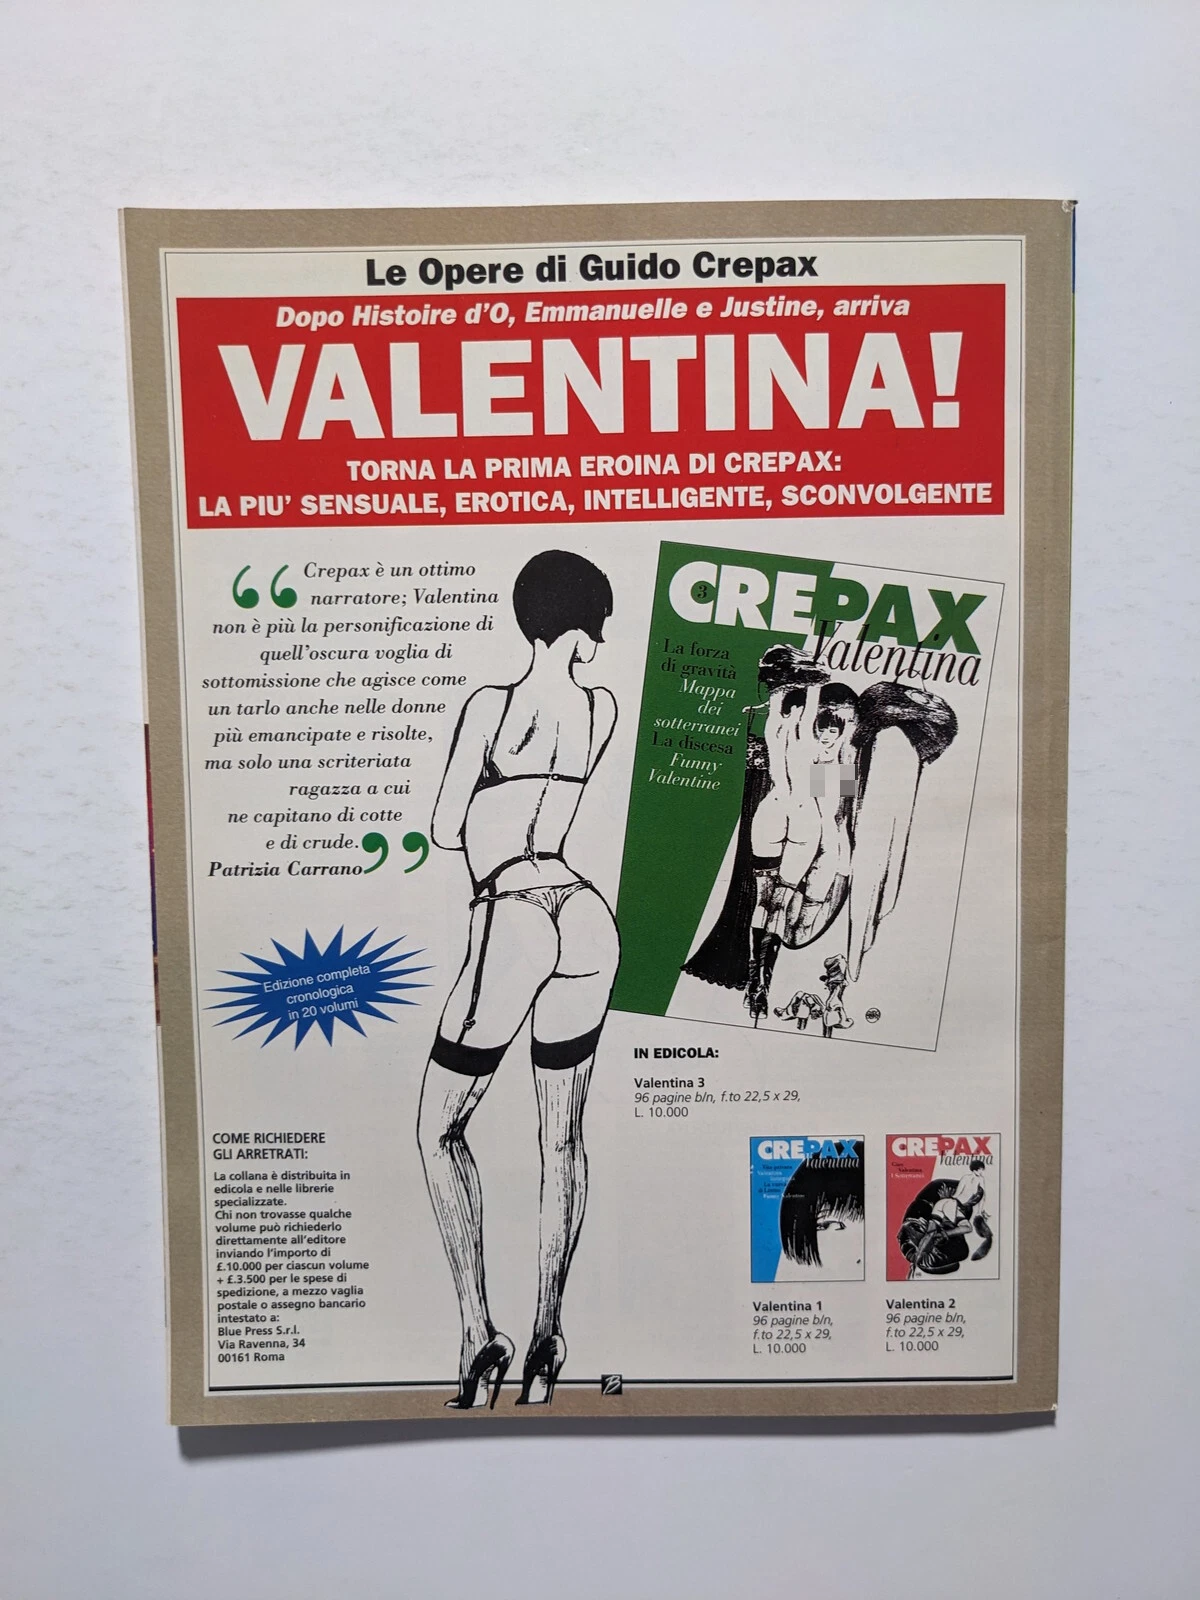 Le Opere di Guido Crepax
Dopo Histoire d'O, Emmanuelle e Justine, arriva
VALENTINA!
TORNA LA PRIMA EROINA DI CREPAX:
LA PIU' SENSUALE, EROTICA, INTELLIGENTE, SCONVOLGENTE
“Crepax è un ottimo
narratore; Valentina
non è più la personificazione di
quell'oscura voglia di
sottomissione che agisce come
un tarlo anche nelle donne
più emancipate e risolte,
ma solo una scriteriata
ragazza a cui
ne capitano di cotte
e di crude.”
Patrizia Carrano
Edizione completa
cronologica
in 20 volumi
3
CREPAX
Valentina
La forza
di gravità
Mappa
dei
sotterranei
La discesa
Funny
Valentine
IN EDICOLA:
Valentina 3
96 pagine b/n, f.to 22,5 x 29,
L. 10.000
COME RICHIEDERE
GLI ARRETRATI:
La collana è distribuita in
edicola e nelle librerie
specializzate.
Chi non trovasse qualche
volume può richiederlo
direttamente all'editore
inviando l'importo di
£.10.000 per ciascun volume
+ £.3.500 per le spese di
spedizione, a mezzo vaglia
postale o assegno bancario
intestato a:
Blue Press S.r.l.
Via Ravenna, 34
00161 Roma
CREPAX
Valentina
Funny Valentine
Valentina 1
96 pagine b/n,
f.to 22,5 x 29,
L. 10.000
CREPAX
Valentina
Valentina
Valentina 2
96 pagine b/n,
f.to 22,5 x 29,
L. 10.000
B